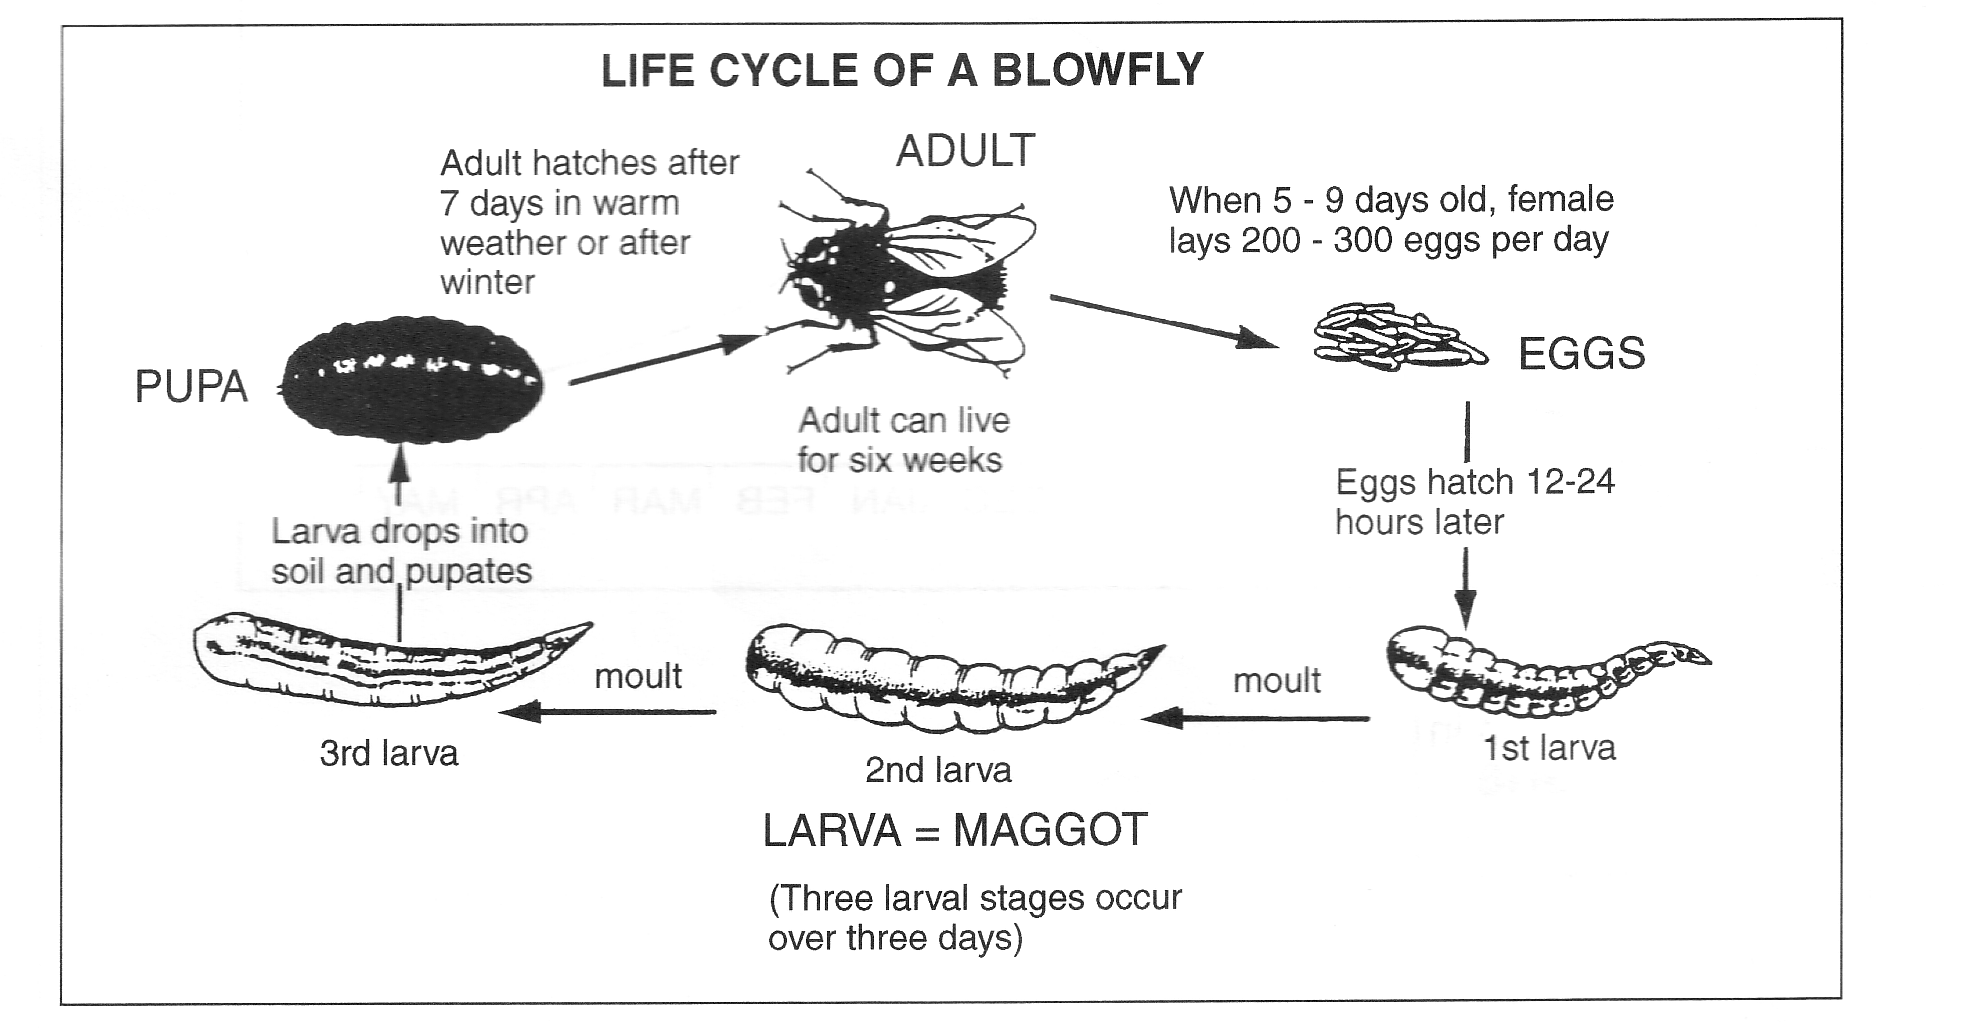 LIFE CYCLE OF A BLOWFLY
ADULT
Adult hatches after
7 days in warm
weather or after
winter
When 5 - 9 days old, female
lays 200 - 300 eggs per day
PUPA
EGGS
Adult can live
for six weeks
Eggs hatch 12-24
hours later
Larva drops into
soil and pupates
moult
moult
3rd larva
2nd larva
1st larva
LARVA = MAGGOT
(Three larval stages occur
over three days)